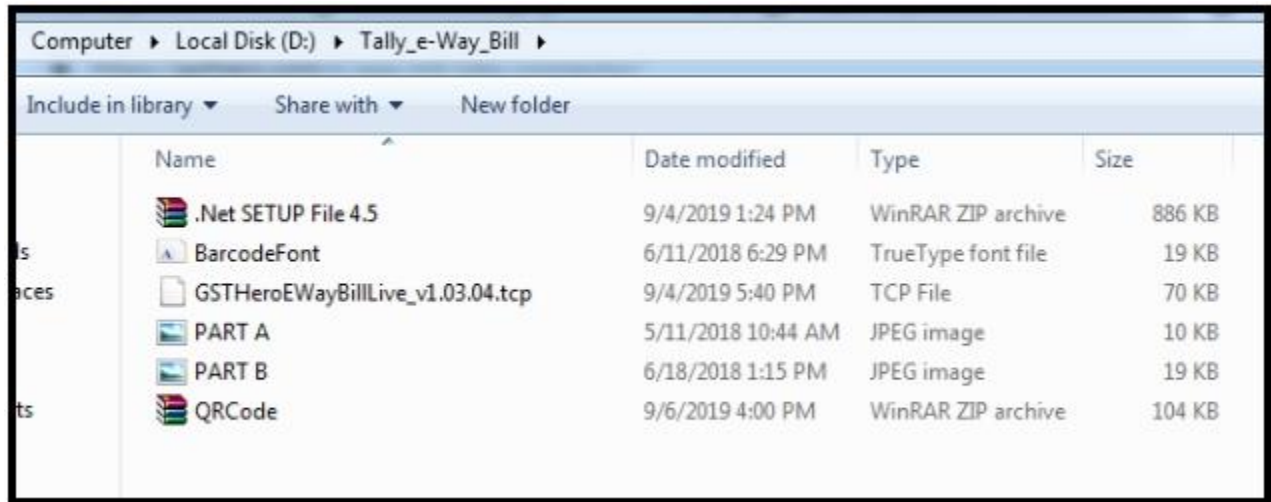 Computer ▸ Local Disk (D:) ▸ Tally_e-Way_Bill ▸
Include in library ▾ Share with ▾ New folder
Name Date modified Type Size
.Net SETUP File 4.5 9/4/2019 1:24 PM WinRAR ZIP archive 886 KB
ls BarcodeFont 6/11/2018 6:29 PM TrueType font file 19 KB
aces GSTHeroEWayBillLive_v1.03.04.tcp 9/4/2019 5:40 PM TCP File 70 KB
PART A 5/11/2018 10:44 AM JPEG image 10 KB
PART B 6/18/2018 1:15 PM JPEG image 19 KB
ts QRCode 9/6/2019 4:00 PM WinRAR ZIP archive 104 KB